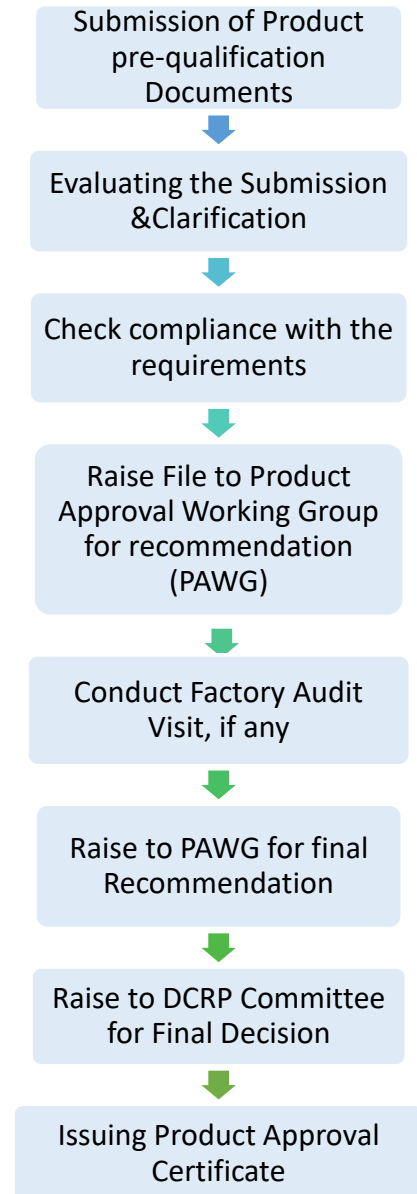 Submission of Product
pre-qualification
Documents
Evaluating the Submission
&Clarification
Check compliance with the
requirements
Raise File to Product
Approval Working Group
for recommendation
(PAWG)
Conduct Factory Audit
Visit, if any
Raise to PAWG for final
Recommendation
Raise to DCRP Committee
for Final Decision
Issuing Product Approval
Certificate